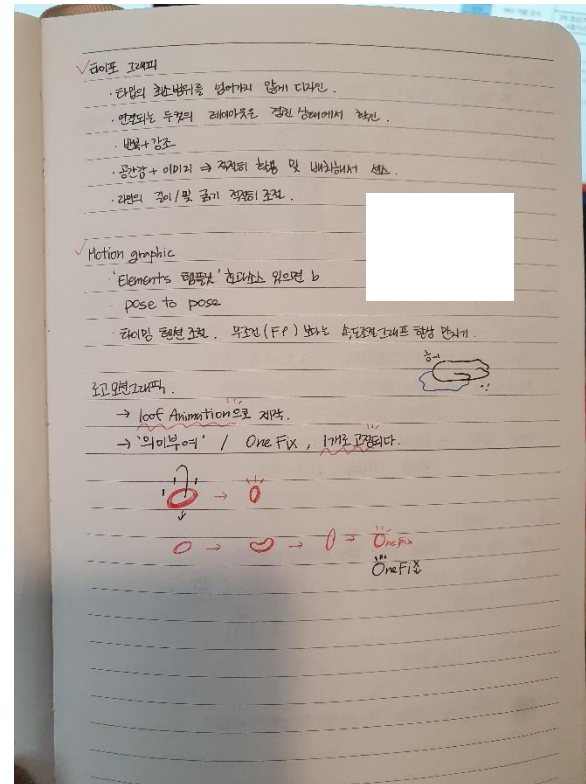 타이포 그래피
· 타입의 최소범위를 넘어가지 않게 디자인.
· 연결되는 두컷의 레이아웃은 걸린 상태에서 확인.
· 반복+강조
· 공간감 + 이미지 ⇒ 적절히 활용 및 배치해서 센스.
· 라인의 길이/및 굵기 적절히 조절.
Motion graphic
'Elements 템플릿' 효과소스 있으면 b
pose to pose
· 타이밍 텐션 조절. 무조건 (FP) 보다는 속도조절 그래프 항상 만지기.
로고모션그래픽.
→ loof Animation으로 제작.
→ '의미부여' / One Fix, 1개로 고정되다.
OneFix
OneFix